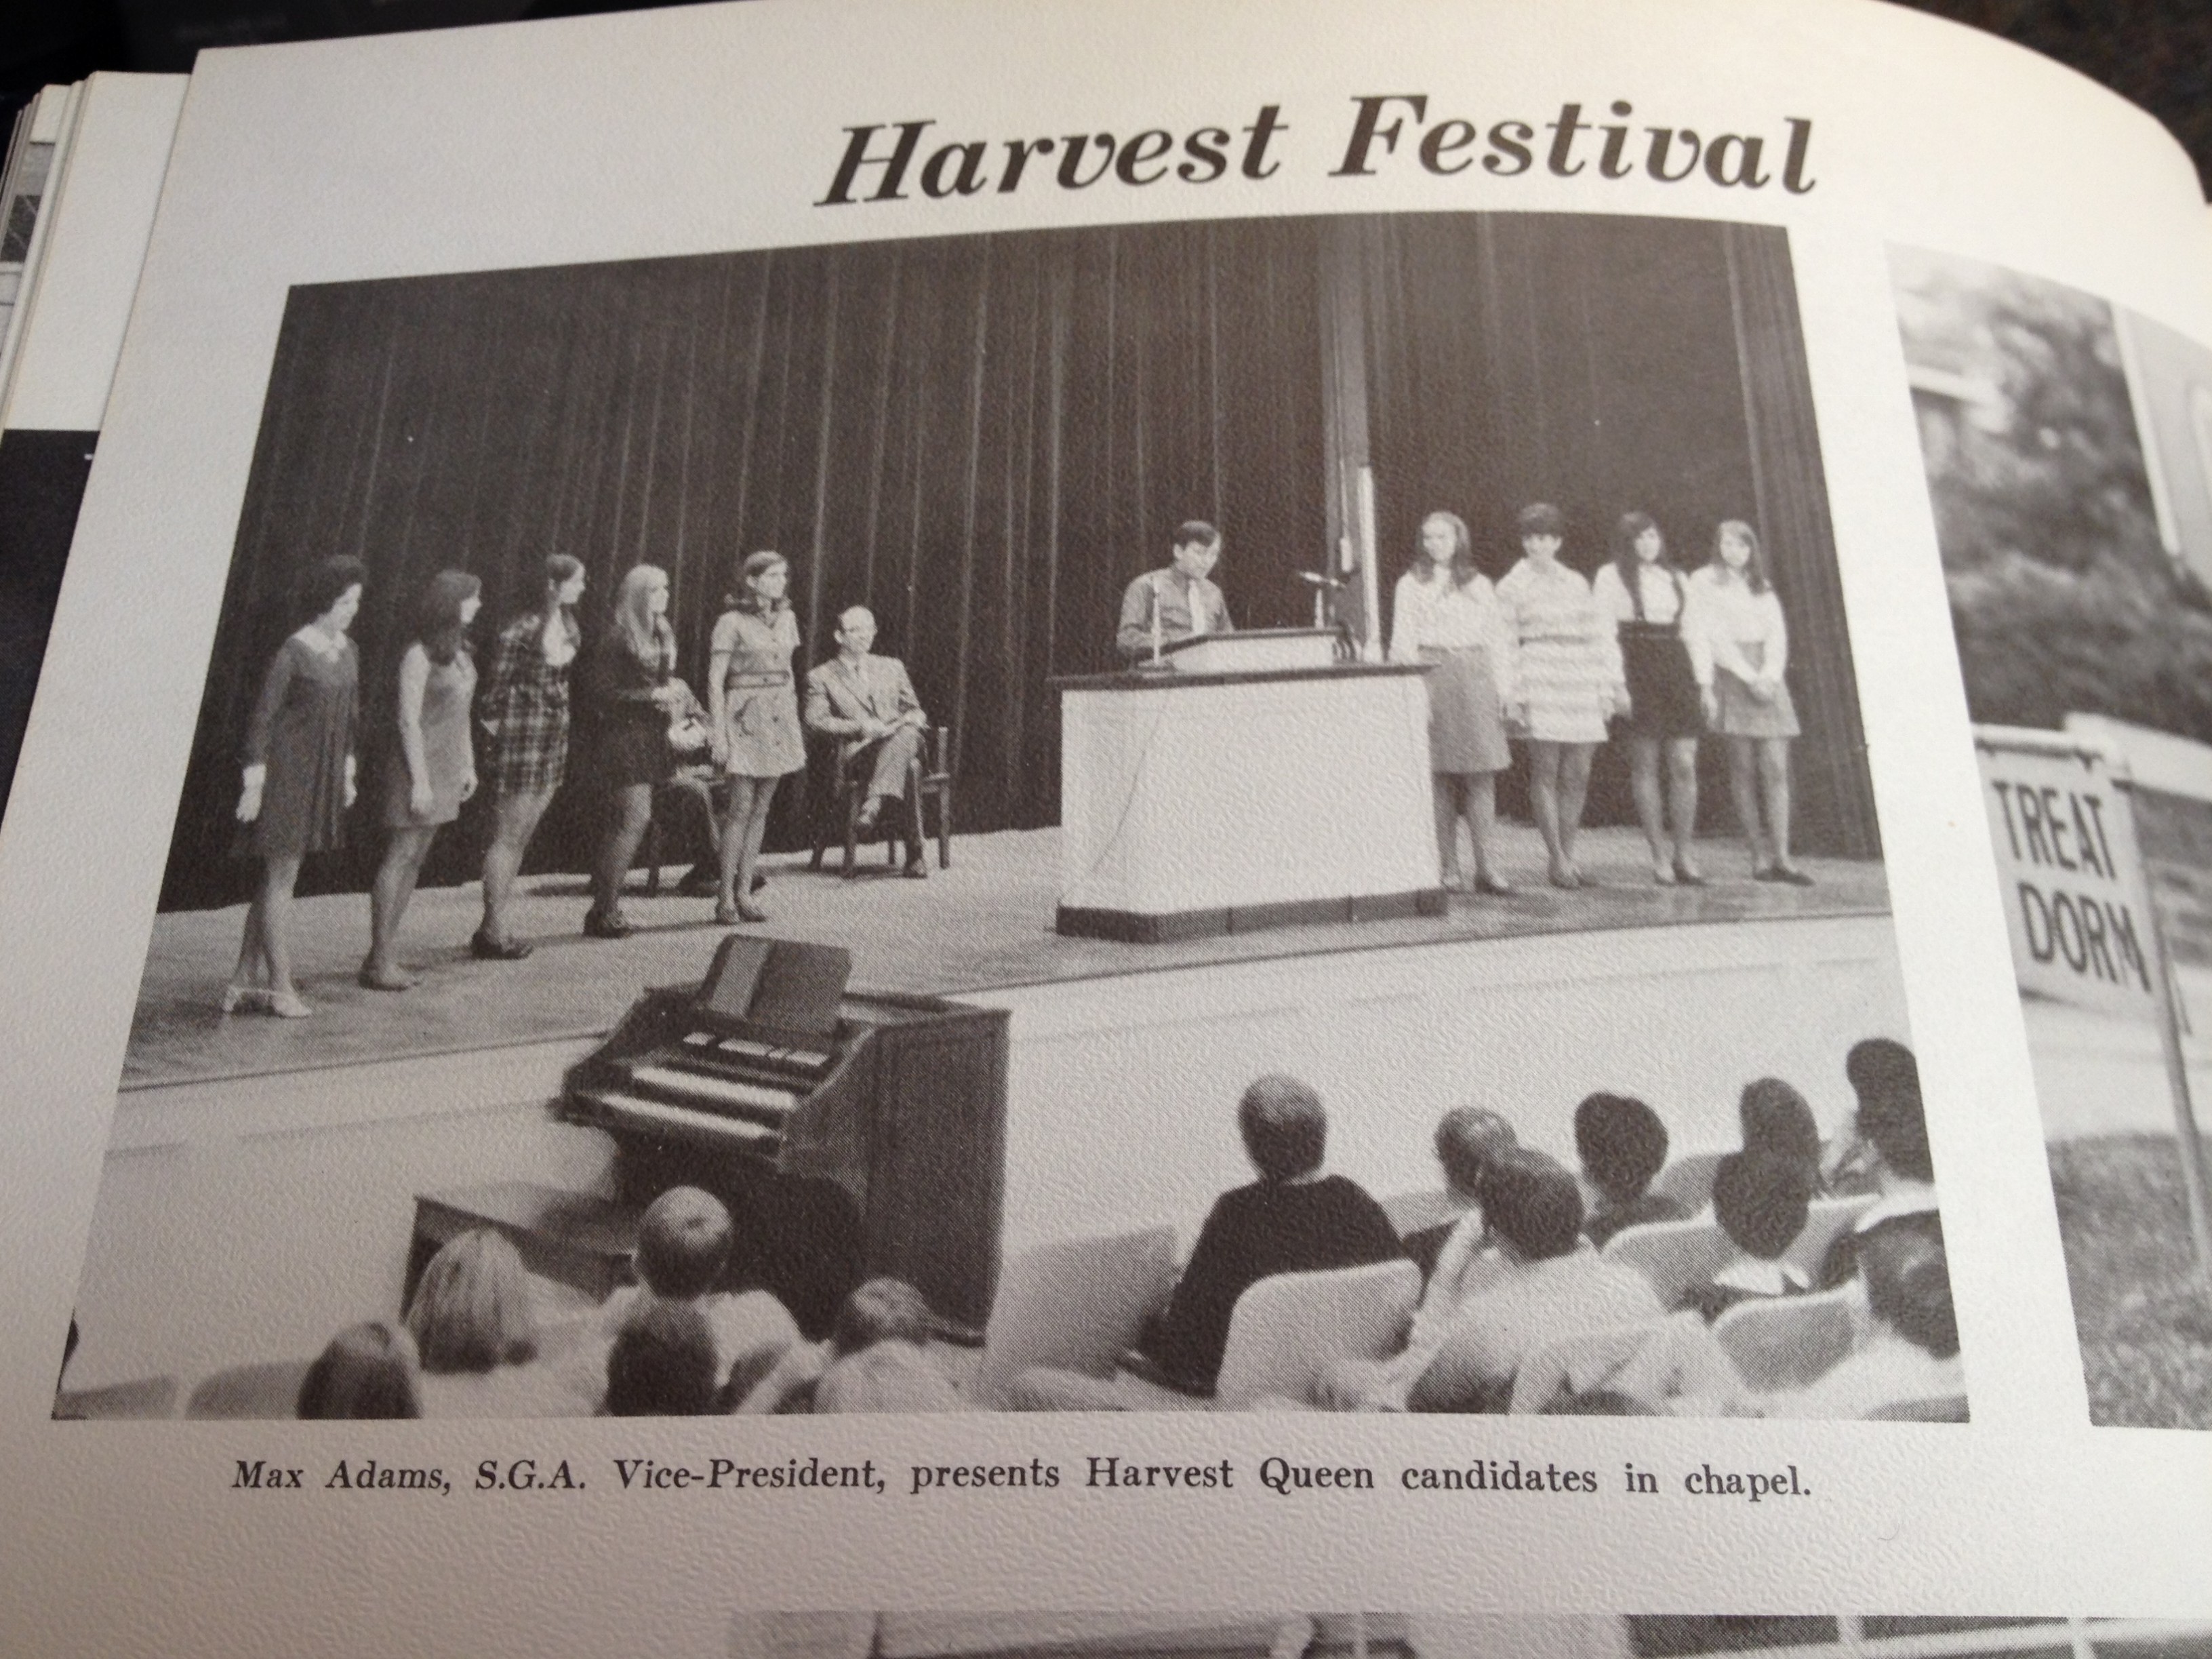 Harvest Festival
TREAT
DORM
Max Adams, S.G.A. Vice-President, presents Harvest Queen candidates in chapel.